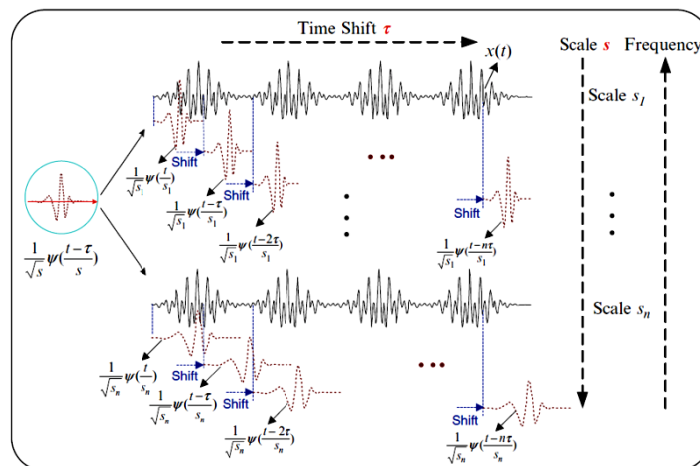 Time Shift τ
x(t)
Scale s Frequency
Scale s₁
Shift
1/√s₁ ψ(t/s₁)
Shift
1/√s₁ ψ((t−τ)/s₁)
1/√s₁ ψ((t−2τ)/s₁)
Shift
1/√s₁ ψ((t−nτ)/s₁)
1/√s ψ((t−τ)/s)
Scale sₙ
1/√sₙ ψ(t/sₙ)
Shift
1/√sₙ ψ((t−τ)/sₙ)
Shift
1/√sₙ ψ((t−2τ)/sₙ)
Shift
1/√sₙ ψ((t−nτ)/sₙ)